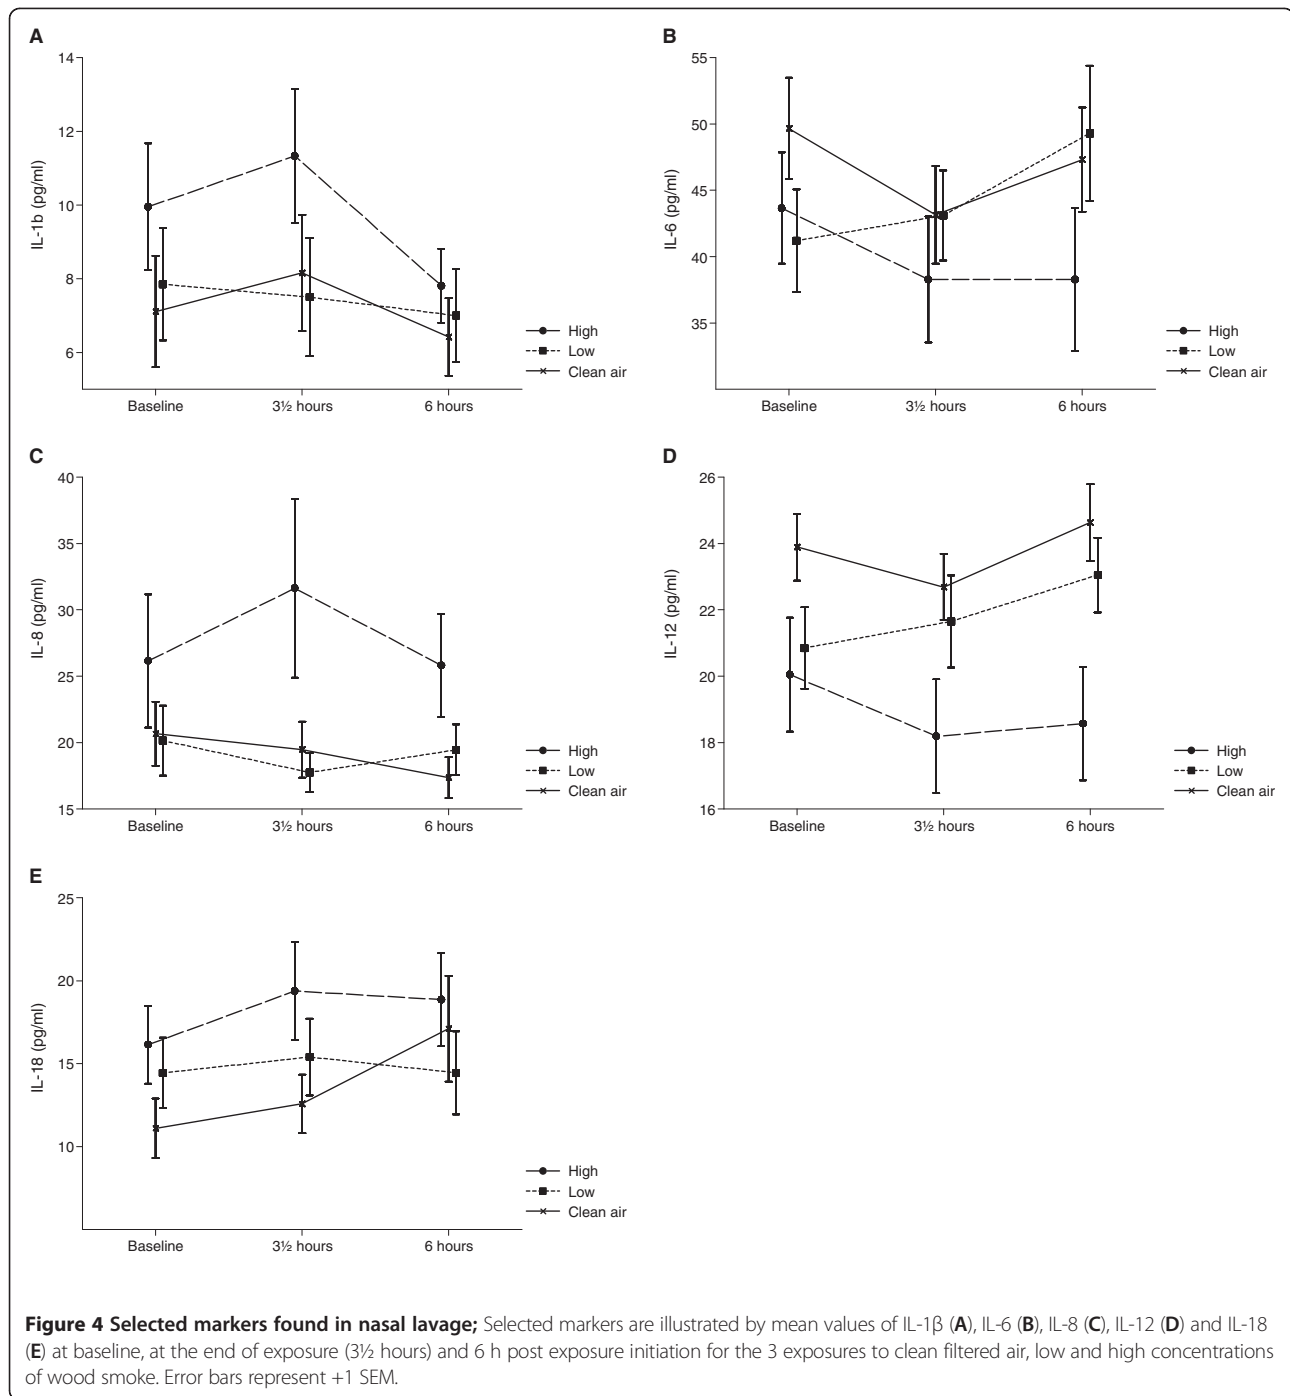 A
14
12
10
8
6
IL-1b (pg/ml)
Baseline
3½ hours
6 hours
High
Low
Clean air
B
55
50
45
40
35
IL-6 (pg/ml)
Baseline
3½ hours
6 hours
High
Low
Clean air
C
40
35
30
25
20
15
IL-8 (pg/ml)
Baseline
3½ hours
6 hours
High
Low
Clean air
D
26
24
22
20
18
16
IL-12 (pg/ml)
Baseline
3½ hours
6 hours
High
Low
Clean air
E
25
20
15
10
IL-18 (pg/ml)
Baseline
3½ hours
6 hours
High
Low
Clean air
Figure 4 Selected markers found in nasal lavage; Selected markers are illustrated by mean values of IL-1β (A), IL-6 (B), IL-8 (C), IL-12 (D) and IL-18
(E) at baseline, at the end of exposure (3½ hours) and 6 h post exposure initiation for the 3 exposures to clean filtered air, low and high concentrations
of wood smoke. Error bars represent +1 SEM.